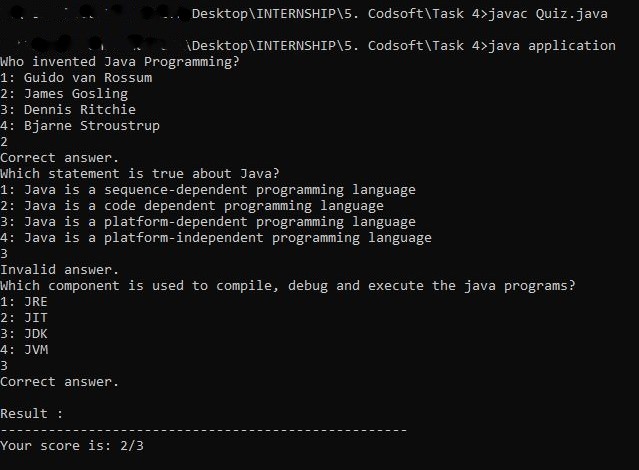 Desktop\INTERNSHIP\5. Codsoft\Task 4>javac Quiz.java
\Desktop\INTERNSHIP\5. Codsoft\Task 4>java application
Who invented Java Programming?
1: Guido van Rossum
2: James Gosling
3: Dennis Ritchie
4: Bjarne Stroustrup
2
Correct answer.
Which statement is true about Java?
1: Java is a sequence-dependent programming language
2: Java is a code dependent programming language
3: Java is a platform-dependent programming language
4: Java is a platform-independent programming language
3
Invalid answer.
Which component is used to compile, debug and execute the java programs?
1: JRE
2: JIT
3: JDK
4: JVM
3
Correct answer.
Result :
---------------------------------------------------
Your score is: 2/3